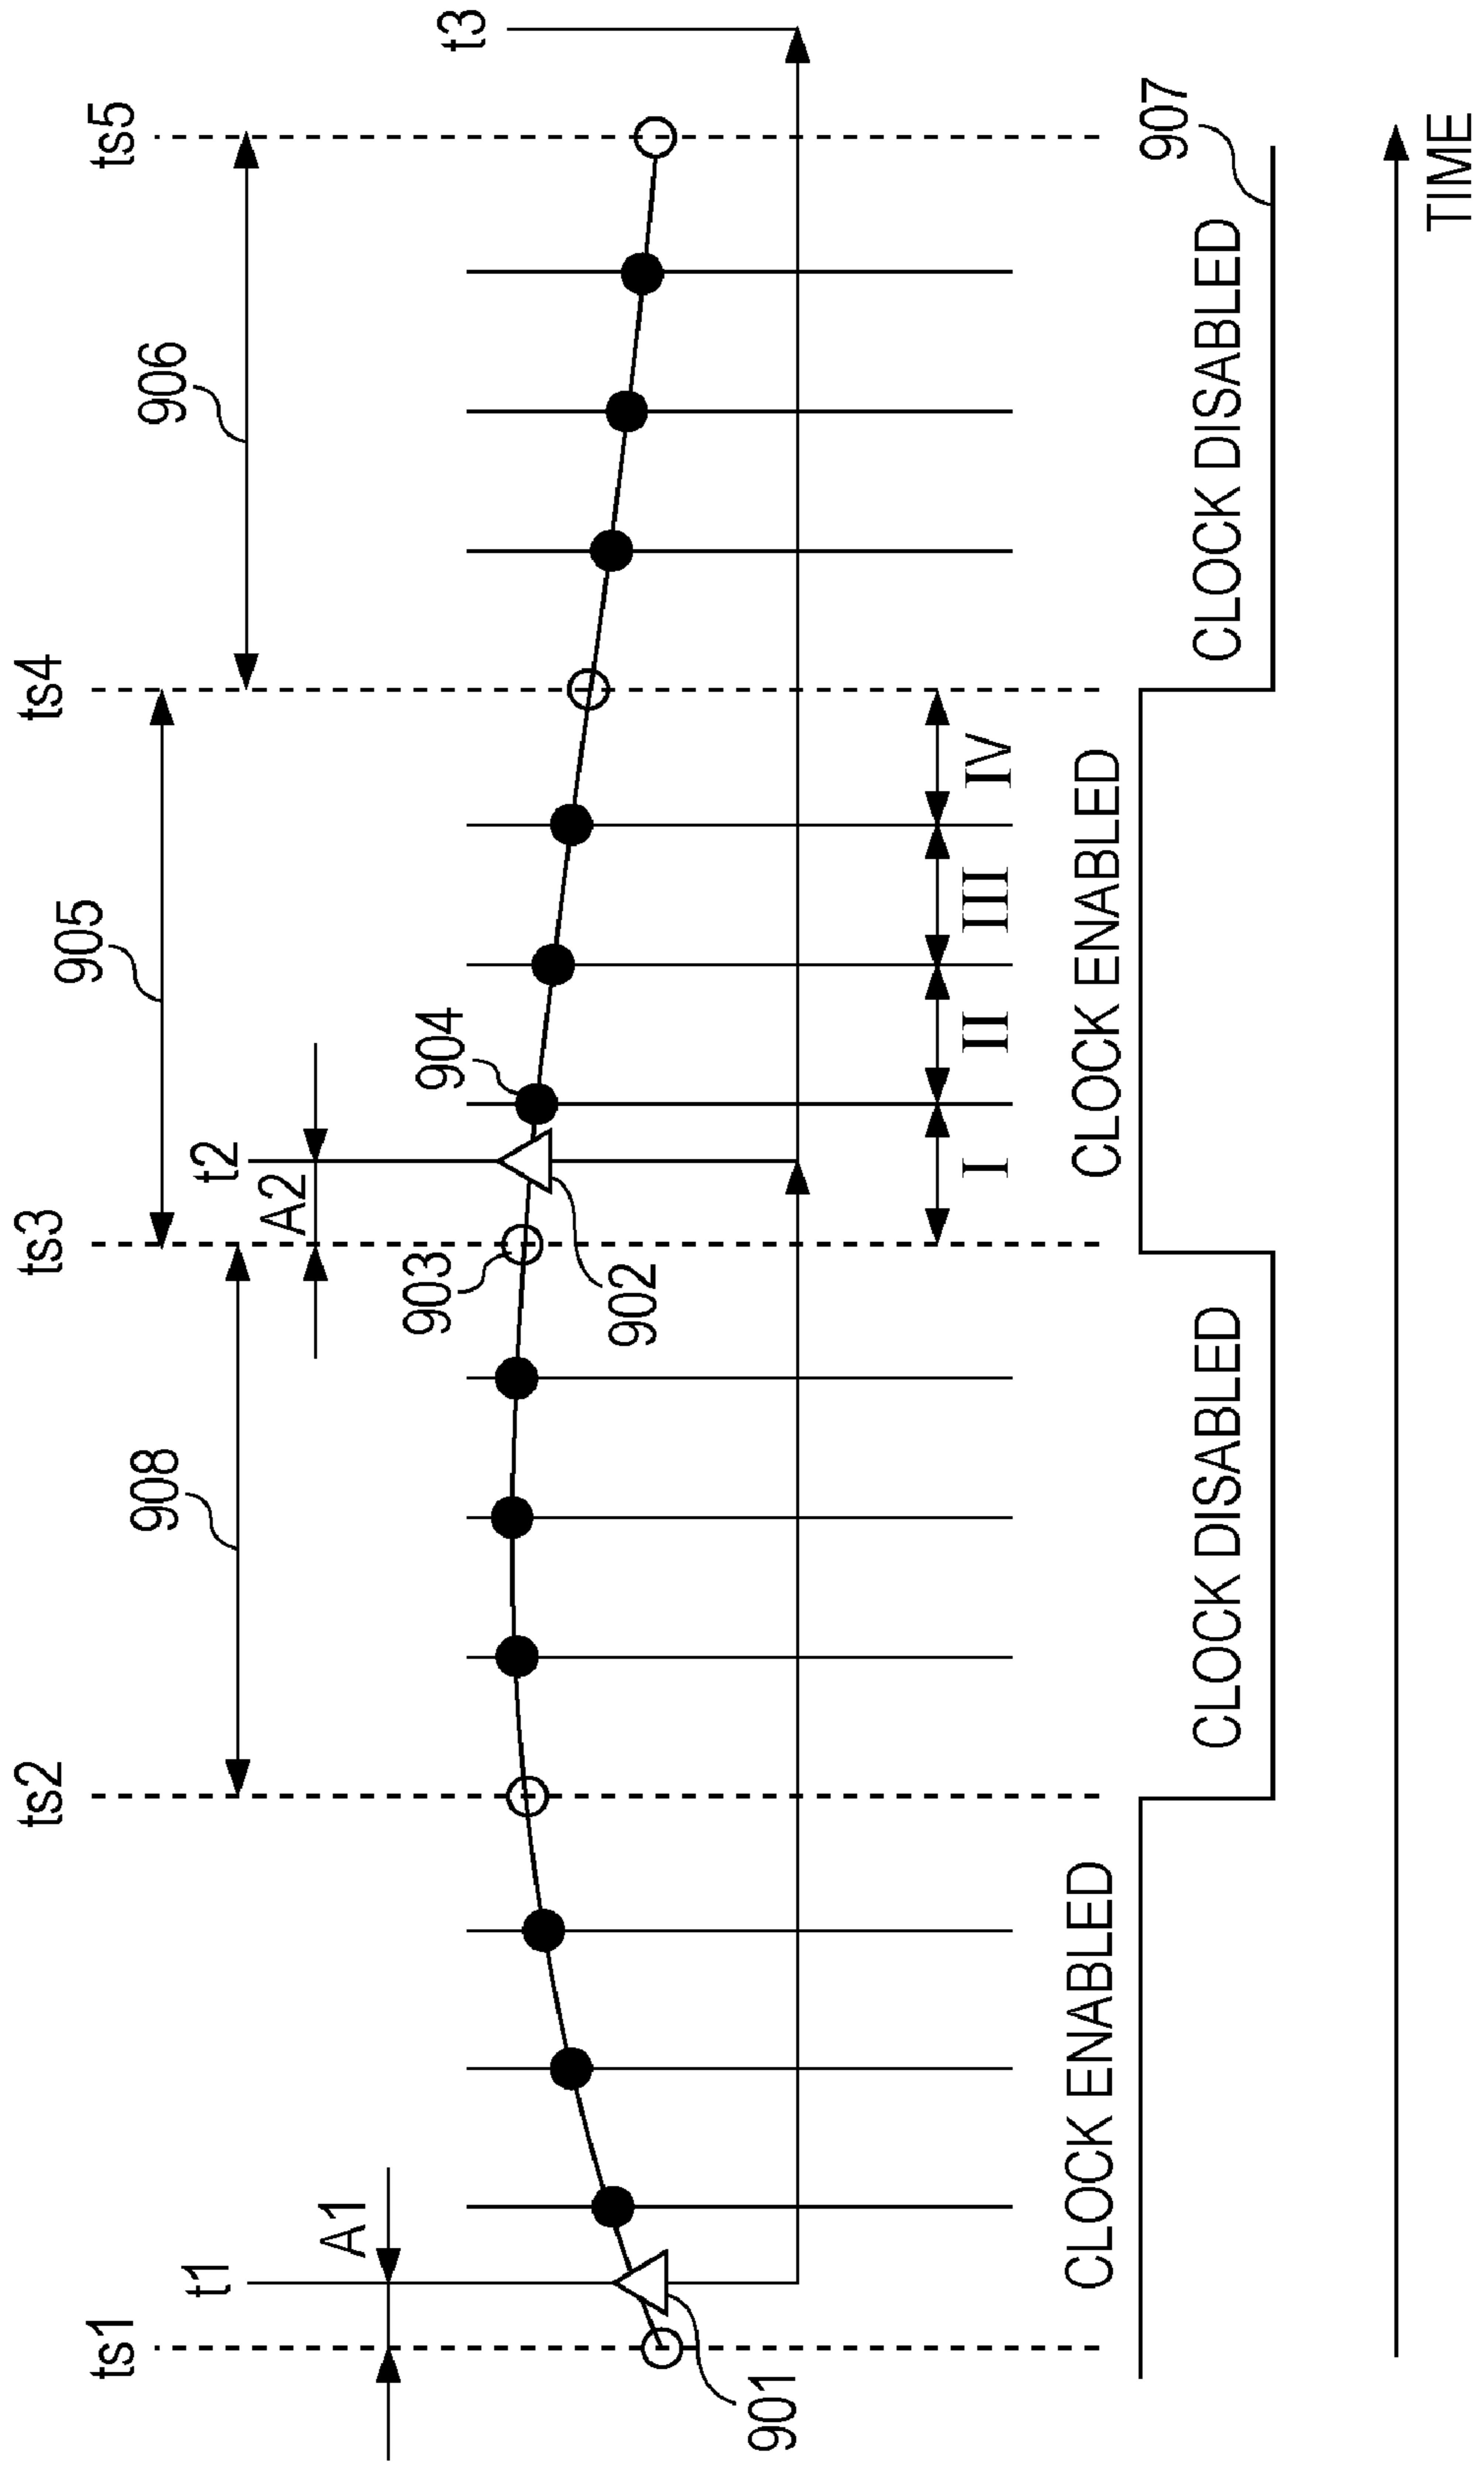 ts2 ts3 ts4
ts1 ts5
908 905 906
t1 t2
A1 A2
t3
903 904
902
901
I II III IV
CLOCK ENABLED CLOCK ENABLED
907
CLOCK DISABLED CLOCK DISABLED
TIME